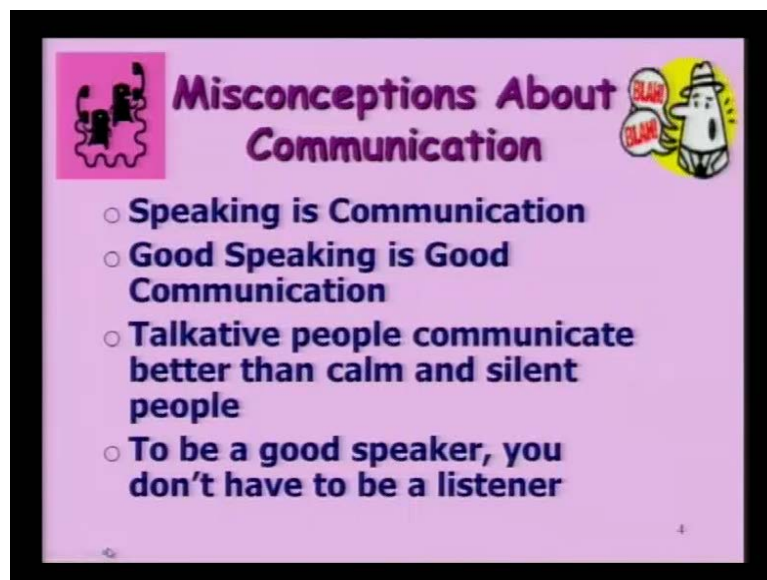 Misconceptions About
Communication
BLAH!
BLAH!
Speaking is Communication
Good Speaking is Good
Communication
Talkative people communicate
better than calm and silent
people
To be a good speaker, you
don't have to be a listener
4